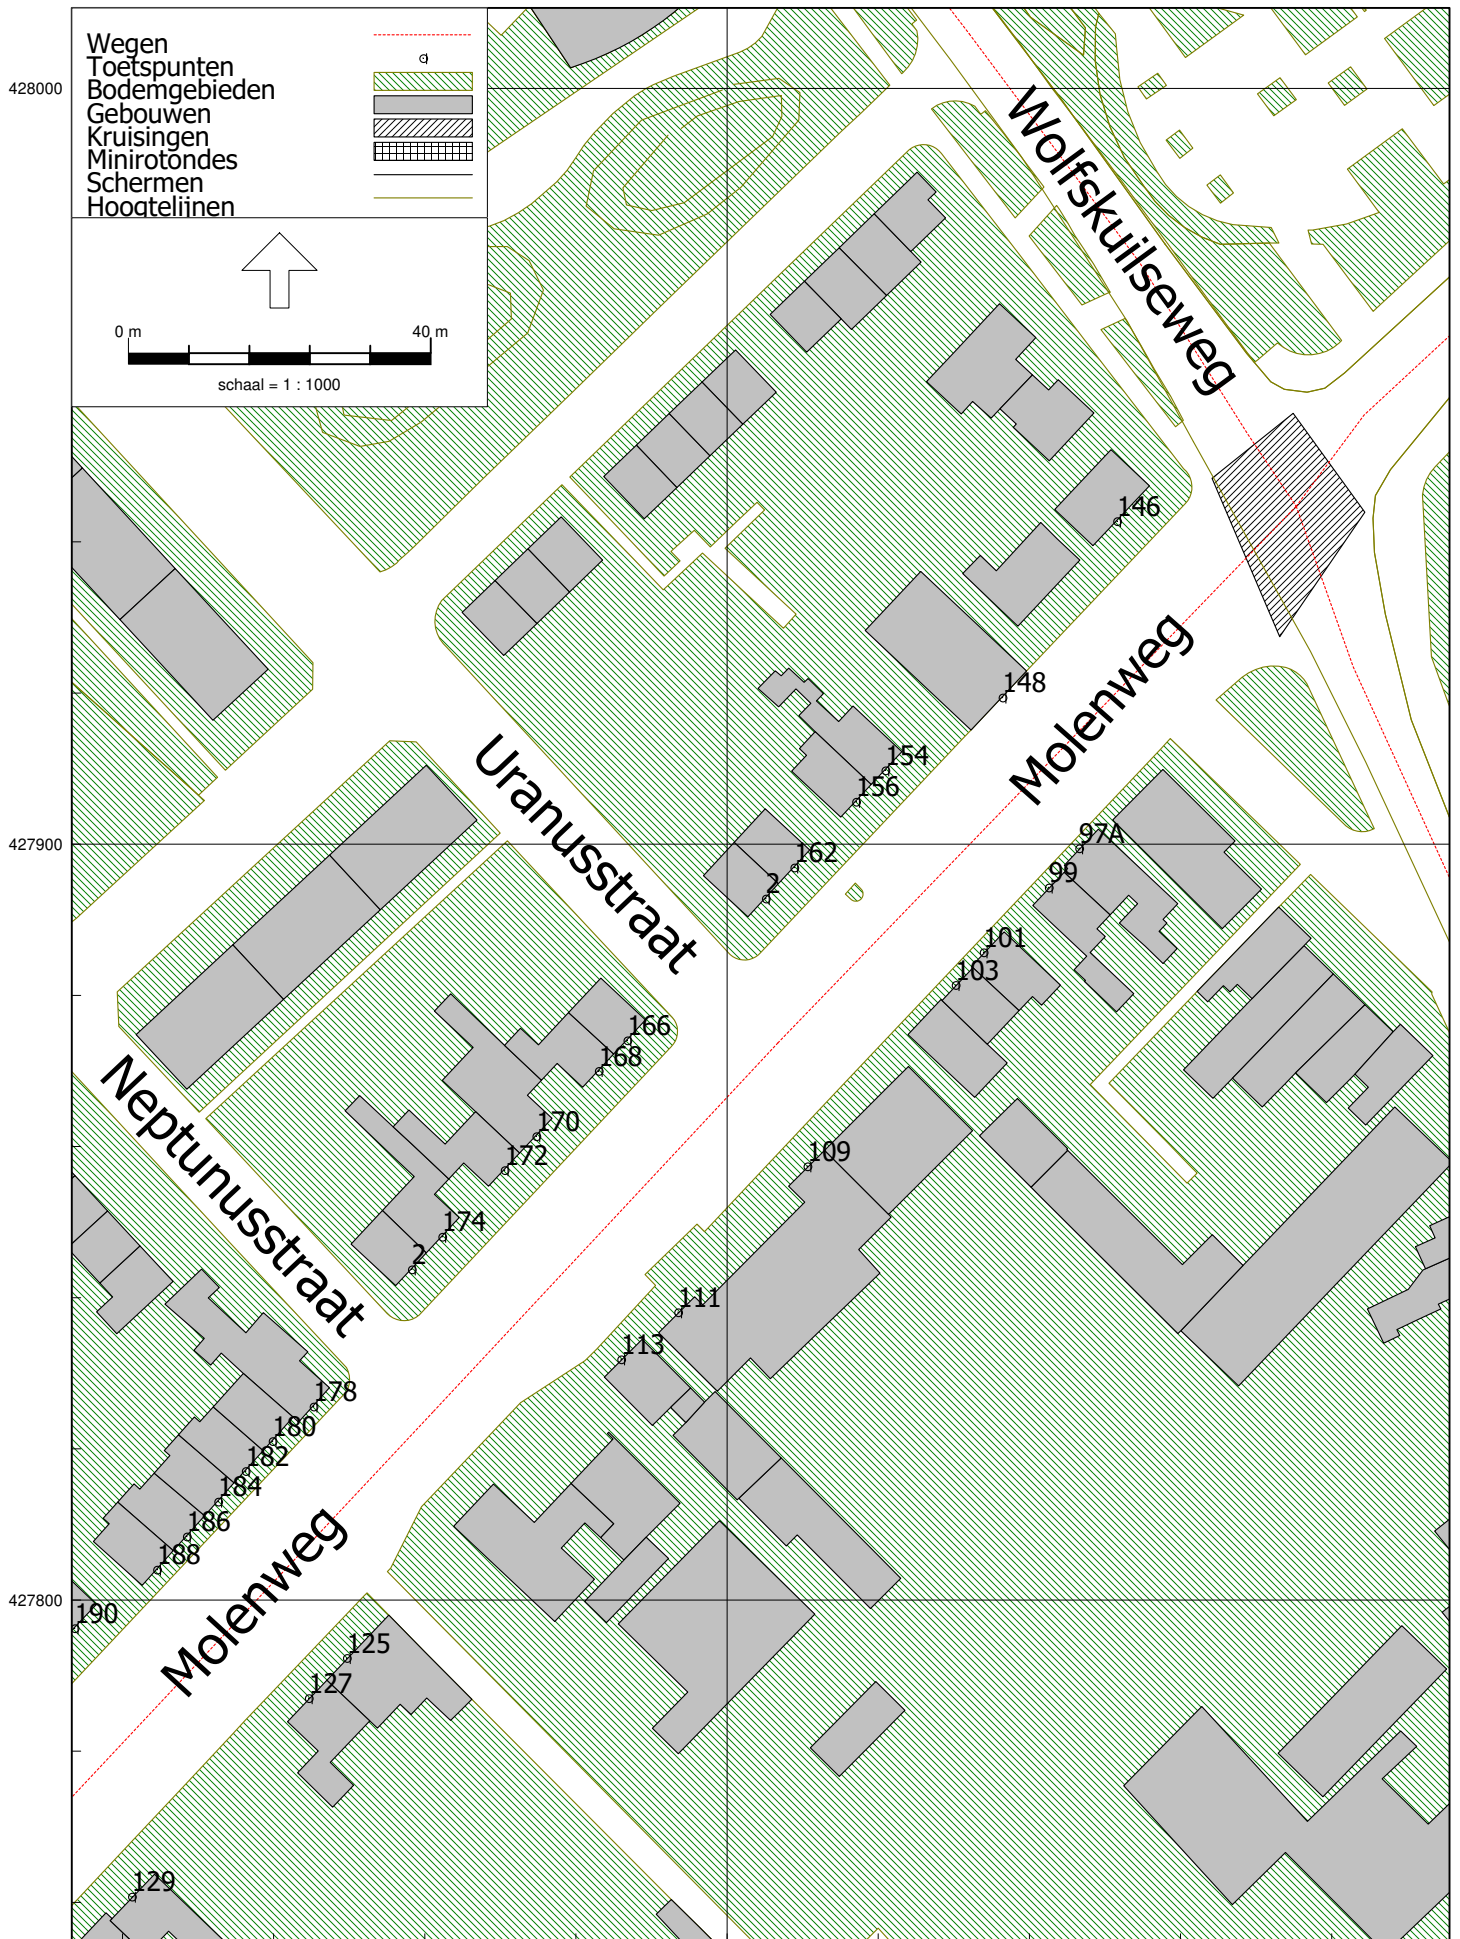 Wegen
Toetspunten
Bodemgebieden
Gebouwen
Kruisingen
Minirotondes
Schermen
Hoogtelijnen
0 m 40 m
schaal = 1 : 1000
428000
427900
427800
Wolfskuilseweg
Molenweg
Uranusstraat
Neptunusstraat
Molenweg
146
148
154
156
162
2
97A
99
101
103
166
168
170
172
174
2
109
111
113
178
180
182
184
186
188
190
125
127
129